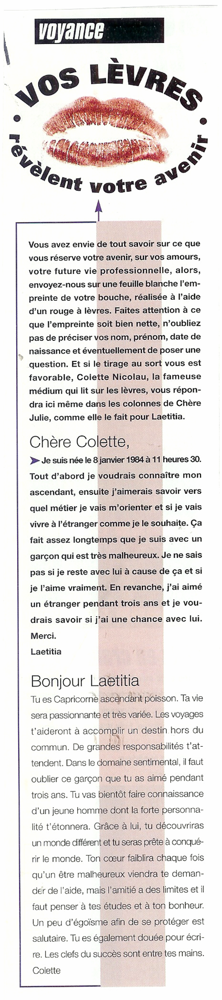 voyance
VOS LÈVRES
• révèlent votre avenir •
Vous avez envie de tout savoir sur ce que
vous réserve votre avenir, sur vos amours,
votre future vie professionnelle, alors,
envoyez-nous sur une feuille blanche l'em-
preinte de votre bouche, réalisée à l'aide
d'un rouge à lèvres. Faites attention à ce
que l'empreinte soit bien nette, n'oubliez
pas de préciser vos nom, prénom, date de
naissance et éventuellement de poser une
question. Et si le tirage au sort vous est
favorable, Colette Nicolau, la fameuse
médium qui lit sur les lèvres, vous répon-
dra ici même dans les colonnes de Chère
Julie, comme elle le fait pour Laetitia.
Chère Colette,
➤ Je suis née le 8 janvier 1984 à 11 heures 30.
Tout d'abord je voudrais connaître mon
ascendant, ensuite j'aimerais savoir vers
quel métier je vais m'orienter et si je vais
vivre à l'étranger comme je le souhaite. Ça
fait assez longtemps que je suis avec un
garçon qui est très malheureux. Je ne sais
pas si je reste avec lui à cause de ça et si
je l'aime vraiment. En revanche, j'ai aimé
un étranger pendant trois ans et je vou-
drais savoir si j'ai une chance avec lui.
Merci.
Laetitia
Bonjour Laetitia
Tu es Capricorne ascendant poisson. Ta vie
sera passionnante et très variée. Les voyages
t'aideront à accomplir un destin hors du
commun. De grandes responsabilités t'at-
tendent. Dans le domaine sentimental, il faut
oublier ce garçon que tu as aimé pendant
trois ans. Tu vas bientôt faire connaissance
d'un jeune homme dont la forte personna-
lité t'étonnera. Grâce à lui, tu découvriras
un monde différent et tu seras prête à conqué-
rir le monde. Ton cœur faiblira chaque fois
qu'un être malheureux viendra te deman-
der de l'aide, mais l'amitié a des limites et il
faut penser à tes études et à ton bonheur.
Un peu d'égoïsme afin de se protéger est
salutaire. Tu es également douée pour écri-
re. Les clefs du succès sont entre tes mains.
Colette